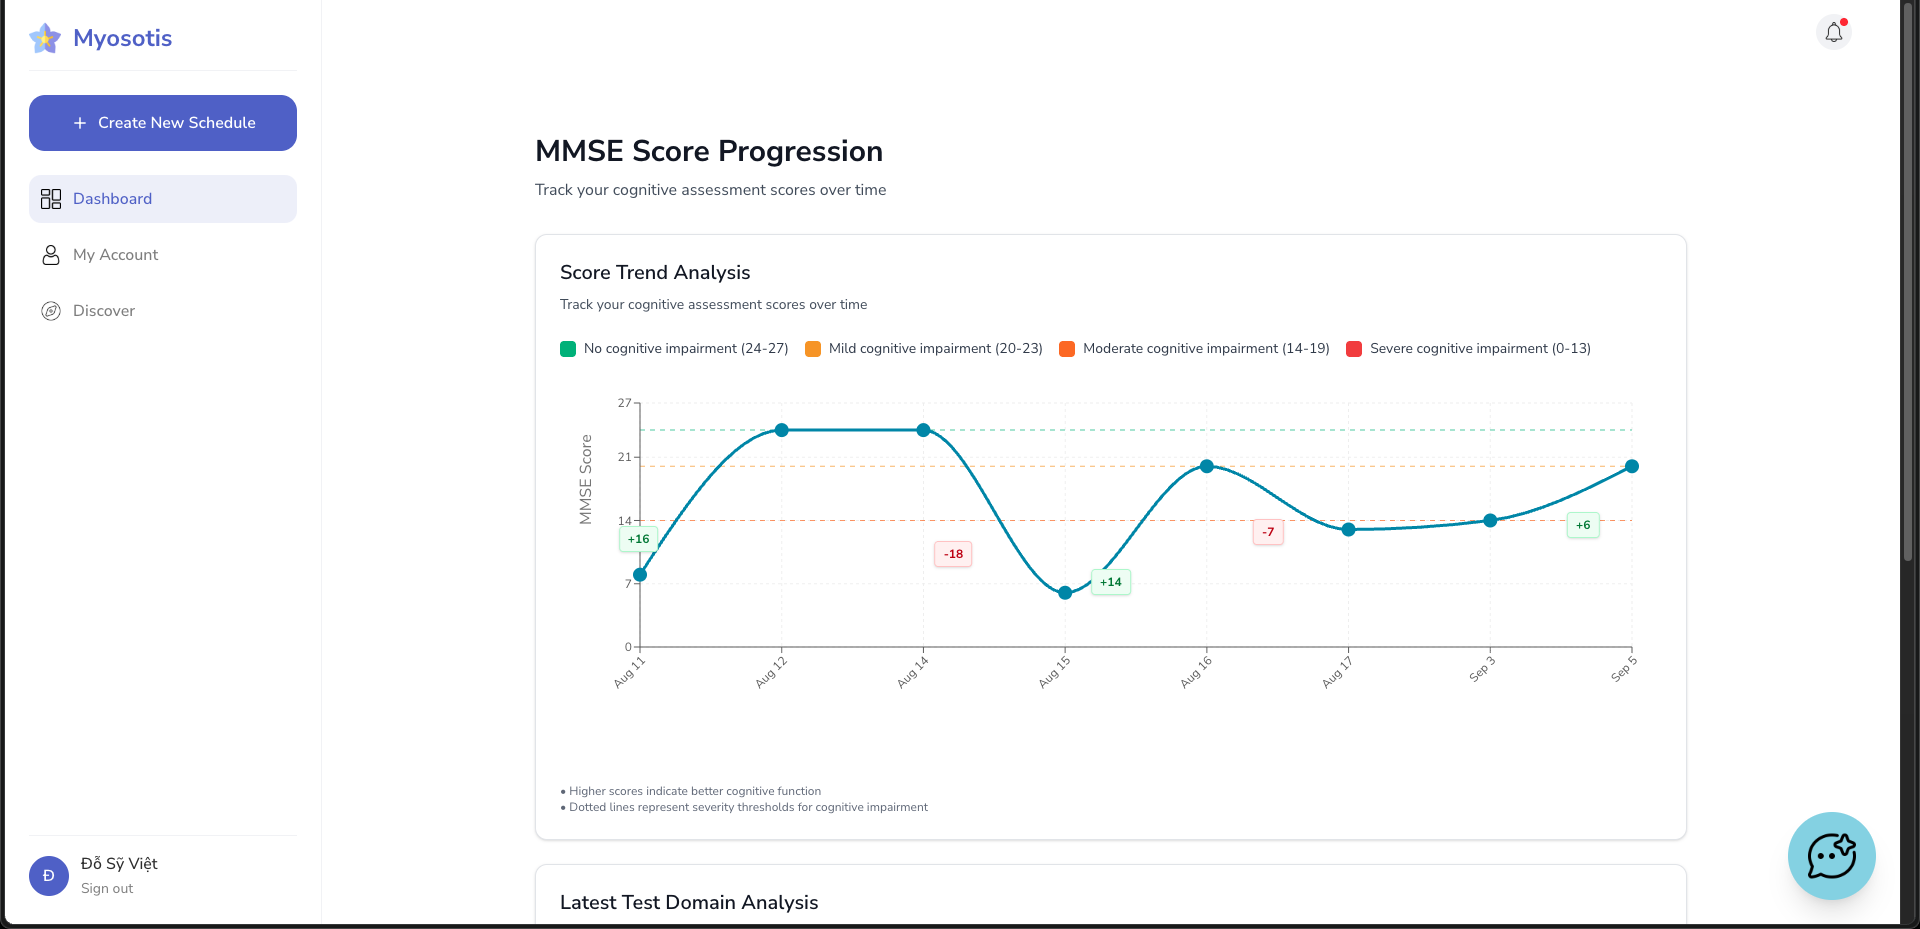 Myosotis
Create New Schedule
Dashboard
My Account
Discover
Đỗ Sỹ Việt
Đ
Sign out
MMSE Score Progression
Track your cognitive assessment scores over time
Score Trend Analysis
Track your cognitive assessment scores over time
No cognitive impairment (24-27) Mild cognitive impairment (20-23) Moderate cognitive impairment (14-19) Severe cognitive impairment (0-13)
MMSE Score
27
21
14
7
0
+16
-18
+14
-7
+6
Aug 11 Aug 12 Aug 14 Aug 15 Aug 16 Aug 17 Sep 3 Sep 5
• Higher scores indicate better cognitive function
• Dotted lines represent severity thresholds for cognitive impairment
Latest Test Domain Analysis